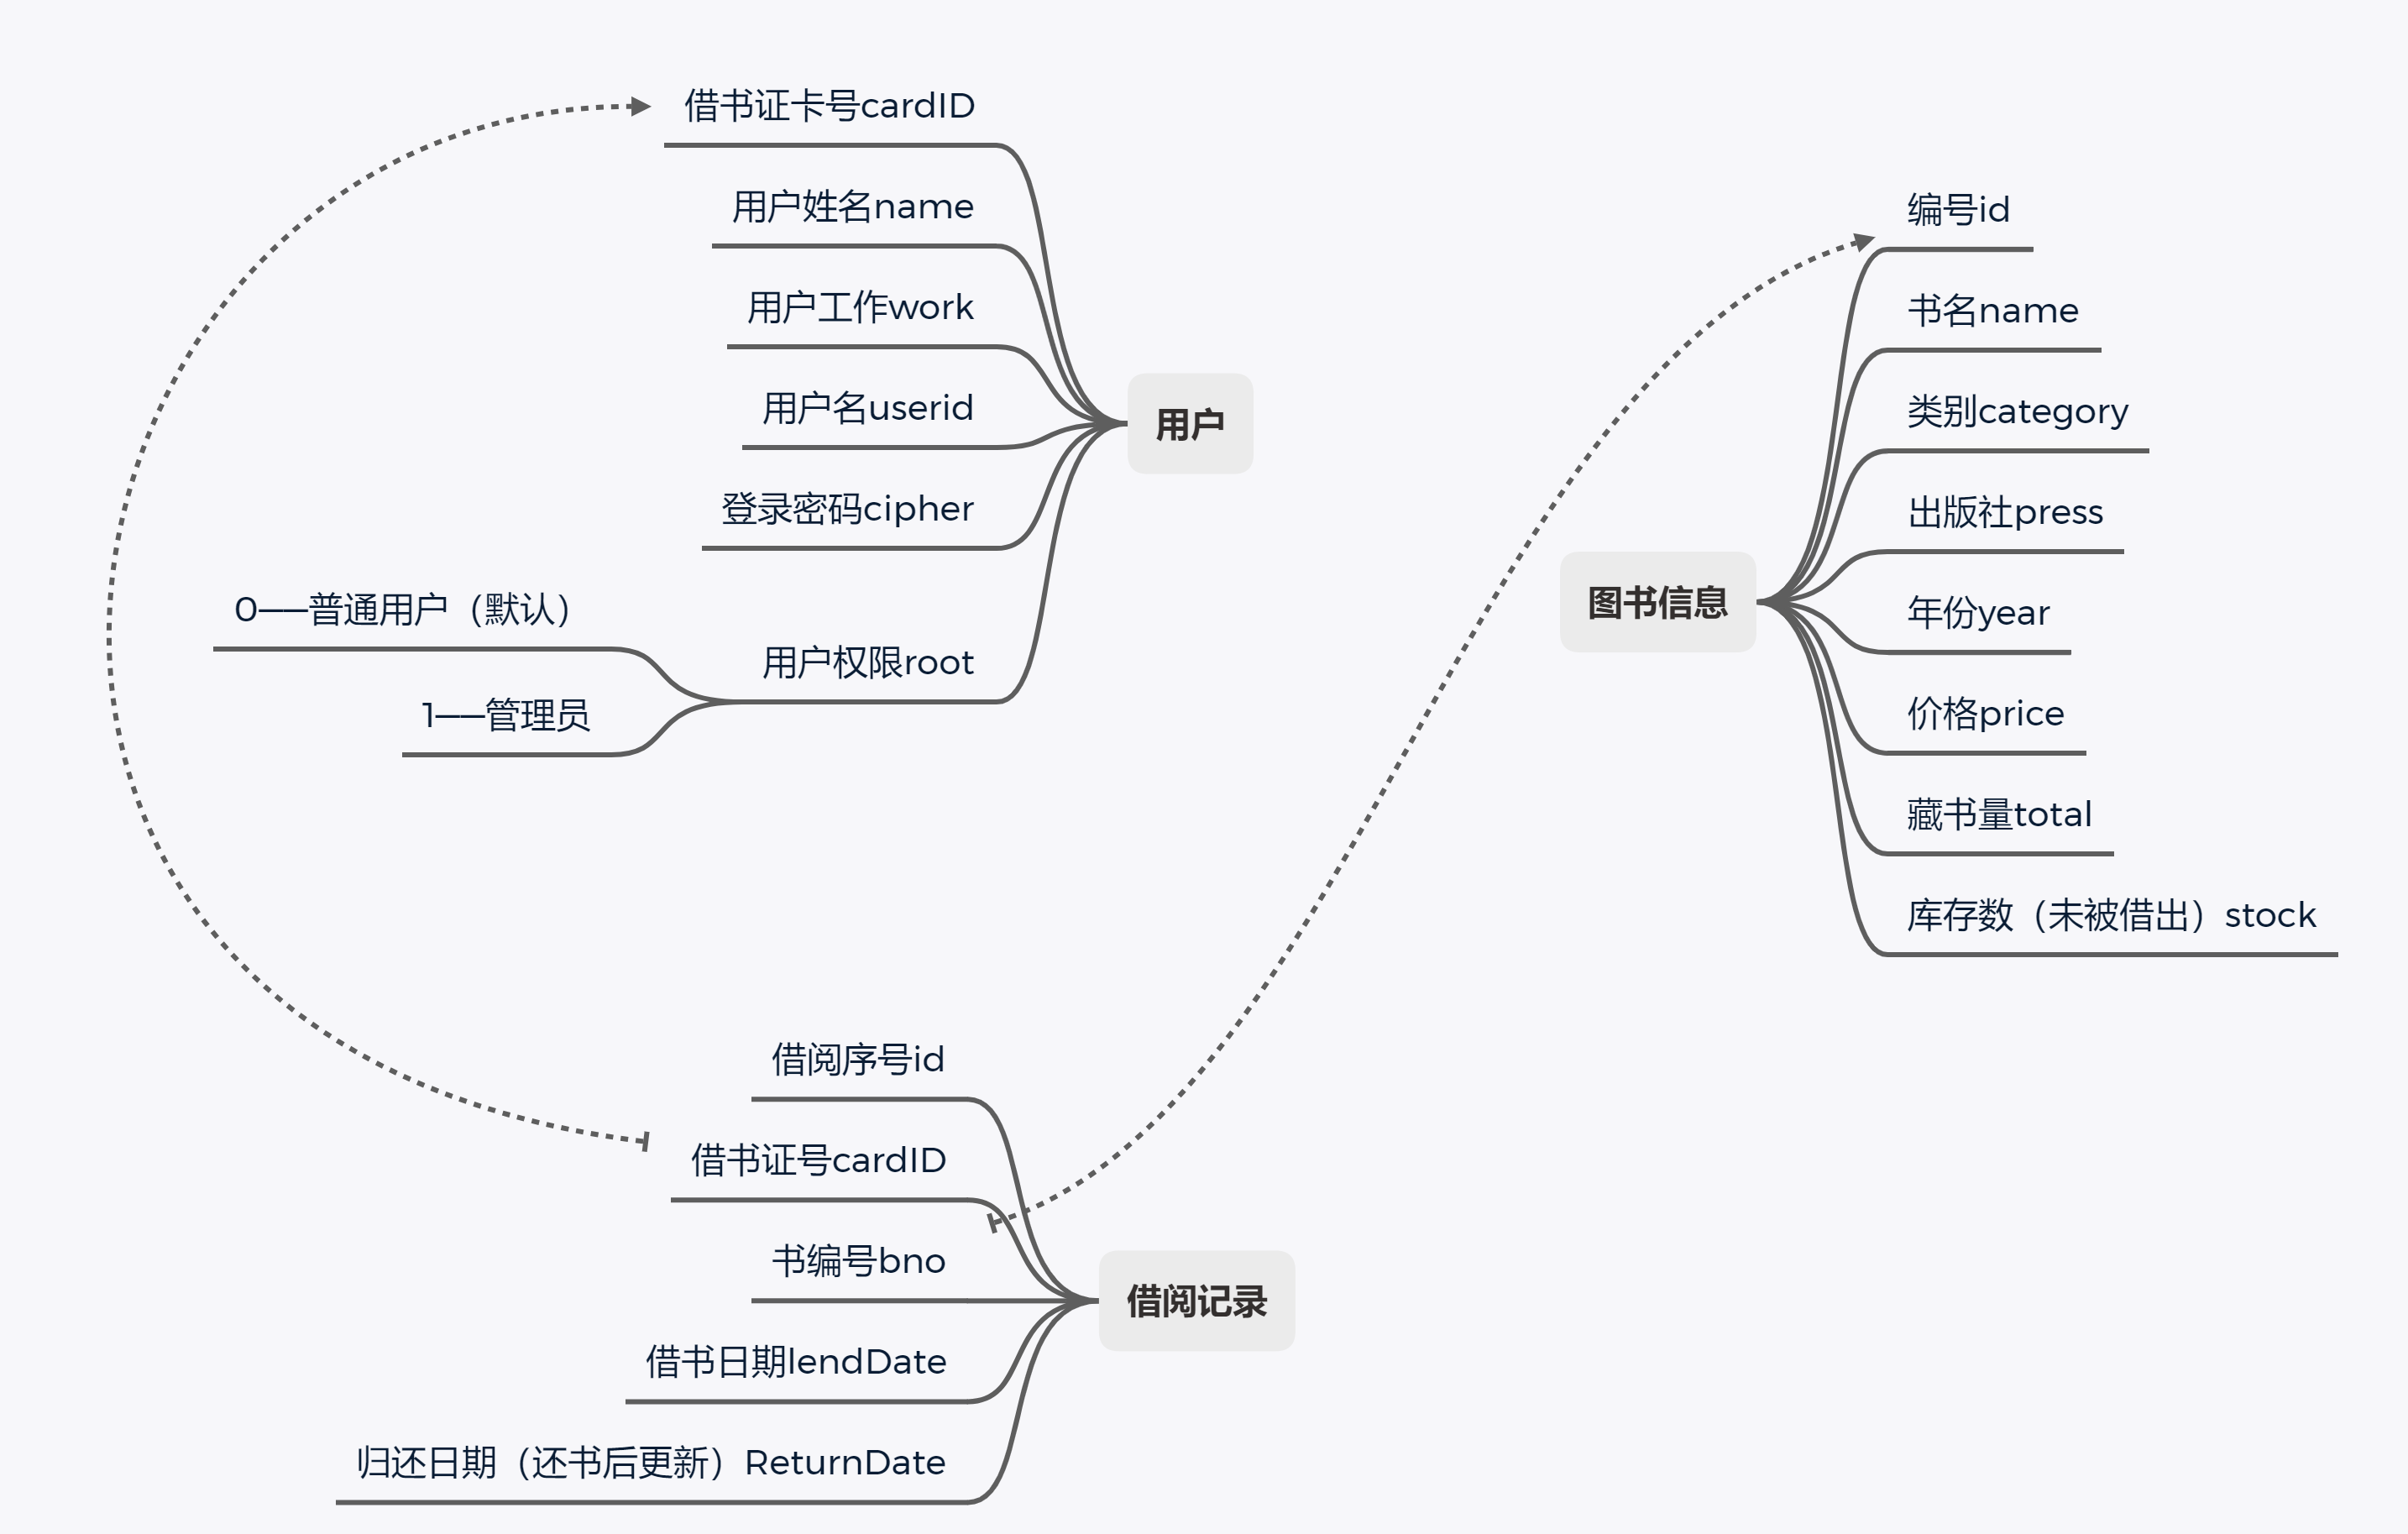 借书证卡号cardID
用户姓名name
用户工作work
用户名userid
登录密码cipher
0——普通用户（默认）
1——管理员
用户权限root
用户
编号id
书名name
类别category
出版社press
年份year
价格price
藏书量total
库存数（未被借出）stock
图书信息
借阅序号id
借书证号cardID
书编号bno
借书日期lendDate
归还日期（还书后更新）ReturnDate
借阅记录